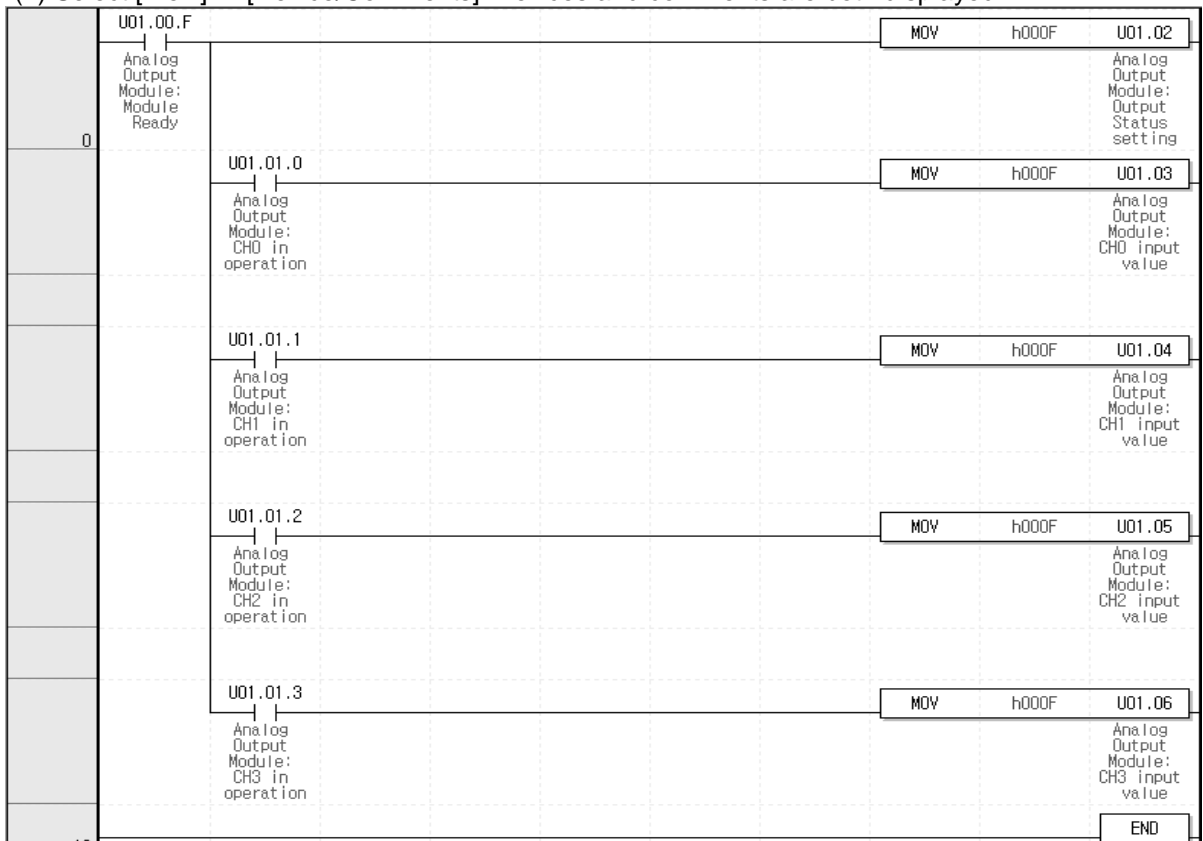 Select
U01.00.F
MOV h000F U01.02
Analog
Output
Module:
Module
Ready
Analog
Output
Module:
Output
Status
setting
0
U01.01.0
MOV h000F U01.03
Analog
Output
Module:
CH0 in
operation
Analog
Output
Module:
CH0 input
value
U01.01.1
MOV h000F U01.04
Analog
Output
Module:
CH1 in
operation
Analog
Output
Module:
CH1 input
value
U01.01.2
MOV h000F U01.05
Analog
Output
Module:
CH2 in
operation
Analog
Output
Module:
CH2 input
value
U01.01.3
MOV h000F U01.06
Analog
Output
Module:
CH3 in
operation
Analog
Output
Module:
CH3 input
value
END